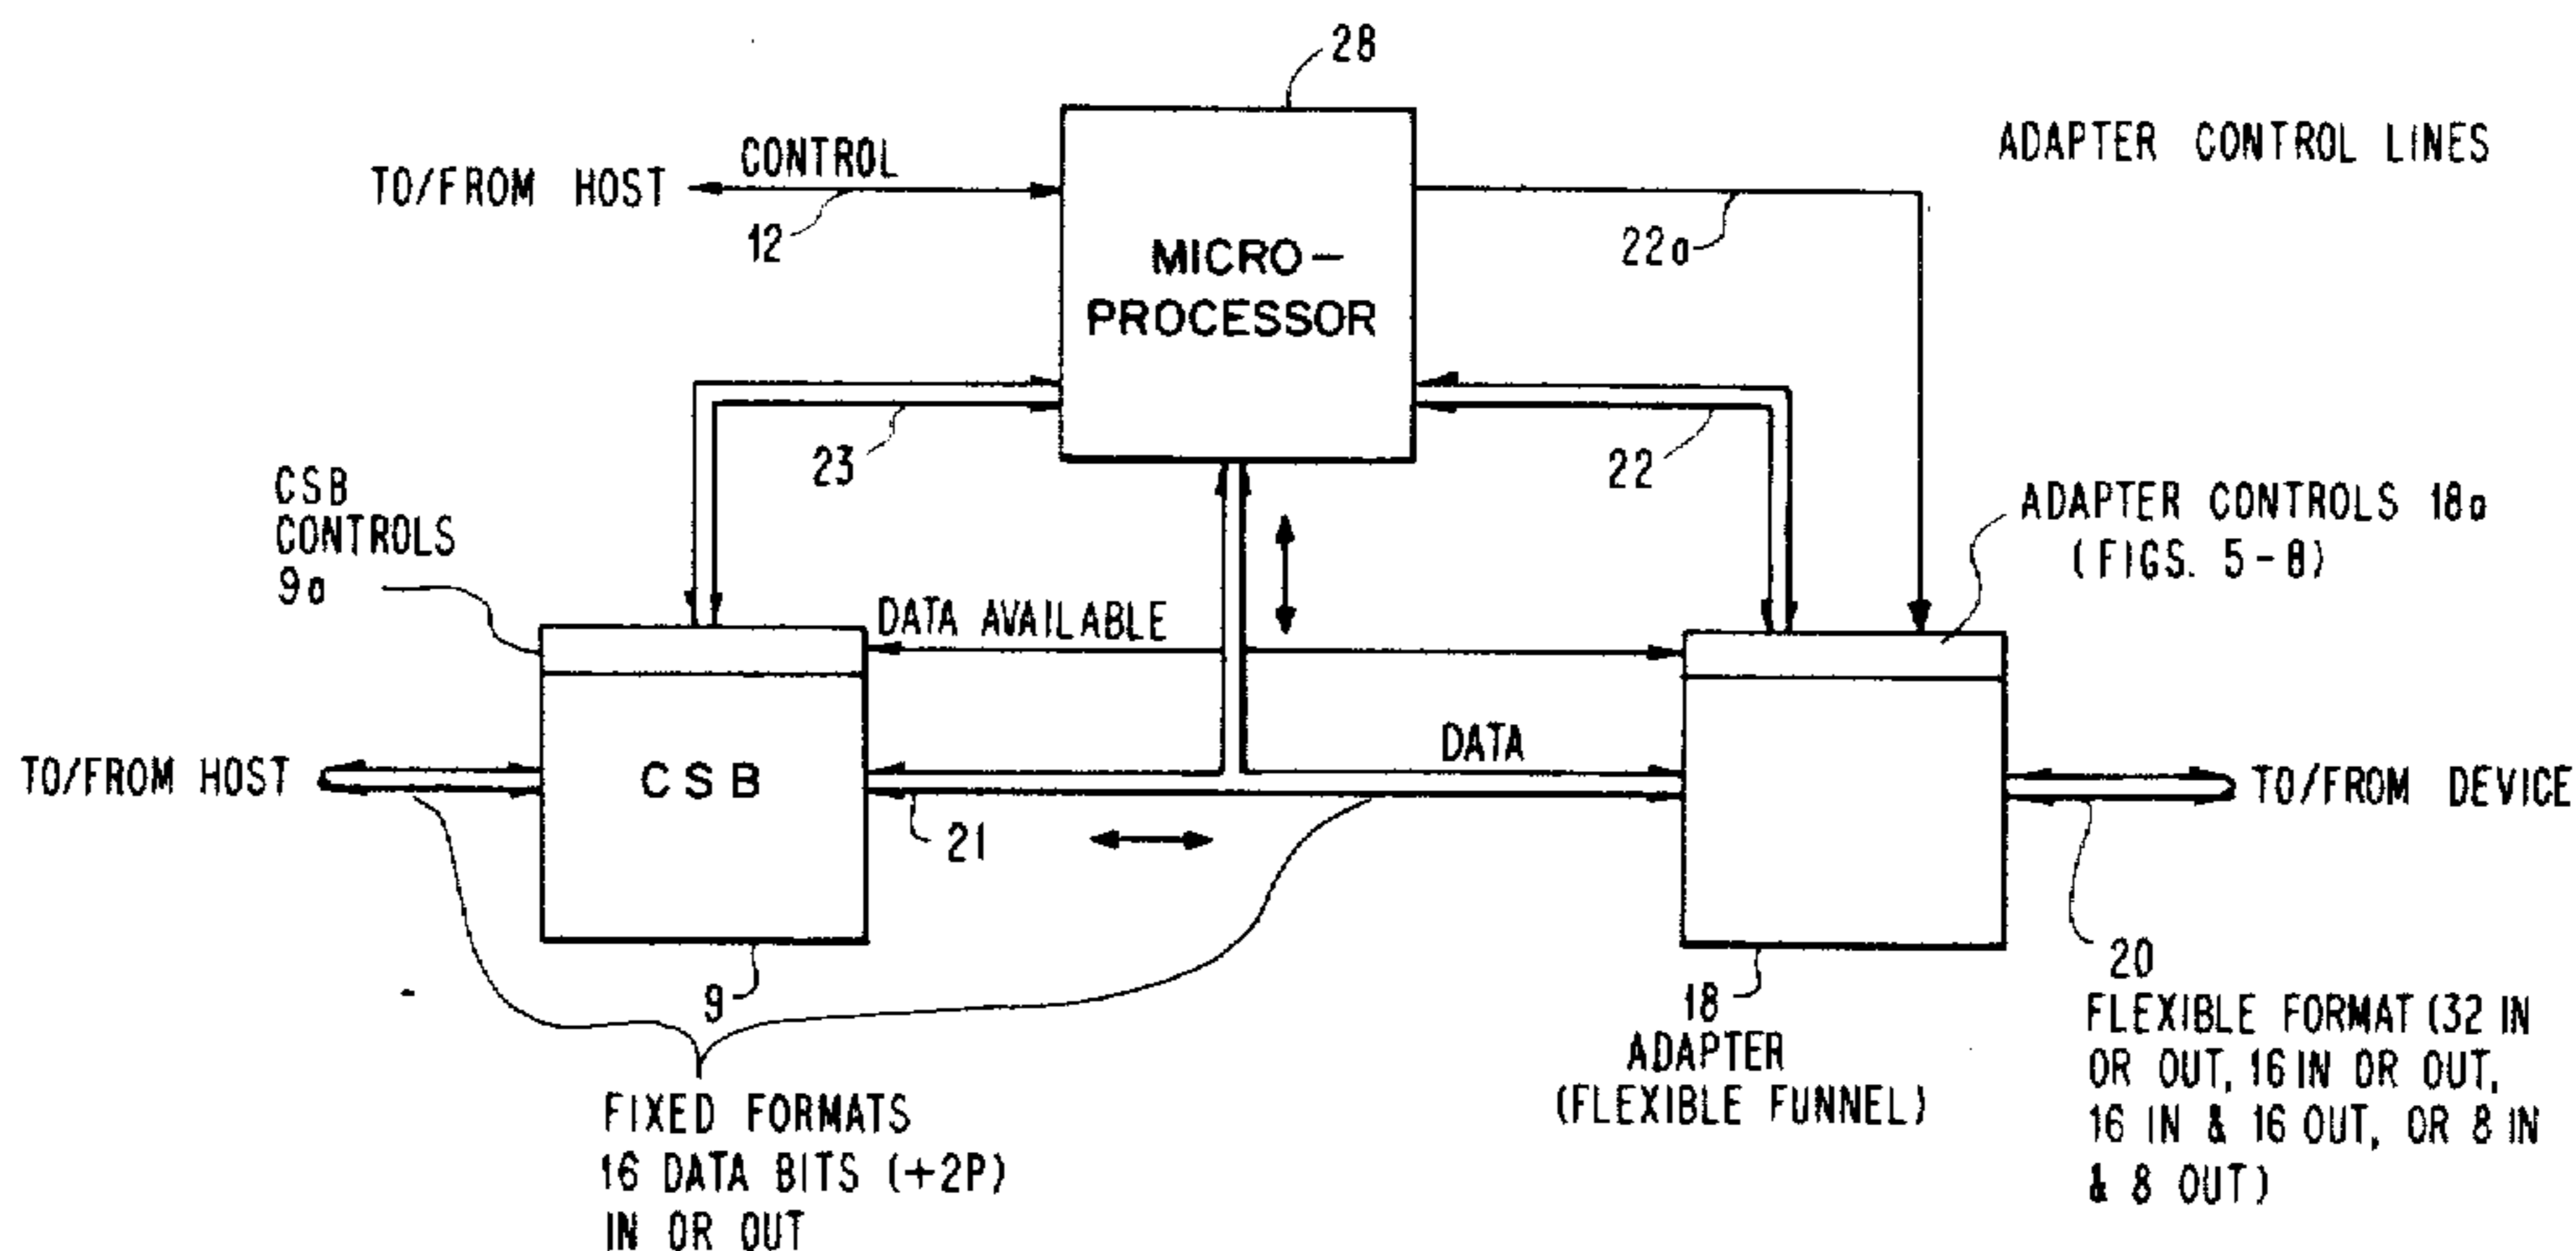 28
CONTROL
TO/FROM HOST
12
MICRO-
PROCESSOR
ADAPTER CONTROL LINES
22a
23
22
CSB
CONTROLS
9a
ADAPTER CONTROLS 18a
(FIGS. 5-8)
DATA AVAILABLE
DATA
TO/FROM HOST
CSB
21
TO/FROM DEVICE
9
18
ADAPTER
(FLEXIBLE FUNNEL)
20
FLEXIBLE FORMAT (32 IN
OR OUT, 16 IN OR OUT,
16 IN & 16 OUT, OR 8 IN
& 8 OUT)
FIXED FORMATS
16 DATA BITS (+2P)
IN OR OUT